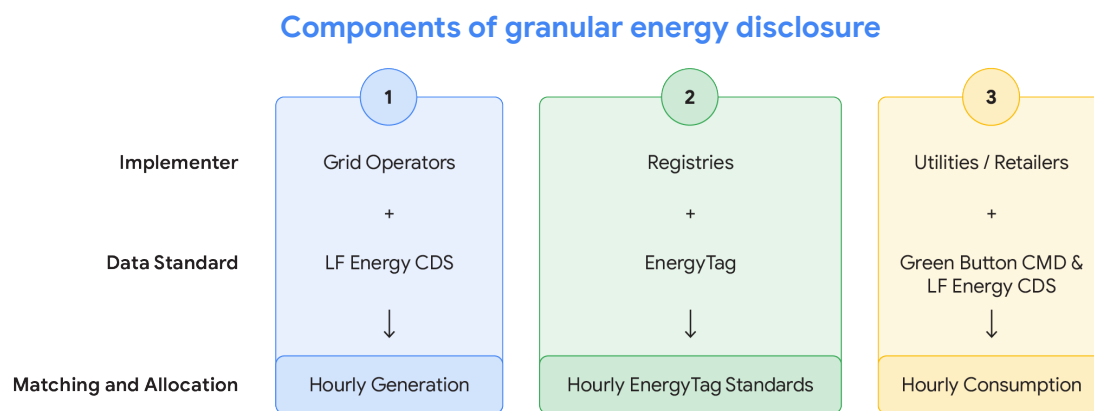 Components of granular energy disclosure
1
2
3
Implementer
Grid Operators
Registries
Utilities / Retailers
+
+
+
Data Standard
LF Energy CDS
EnergyTag
Green Button CMD &
LF Energy CDS
Matching and Allocation
Hourly Generation
Hourly EnergyTag Standards
Hourly Consumption